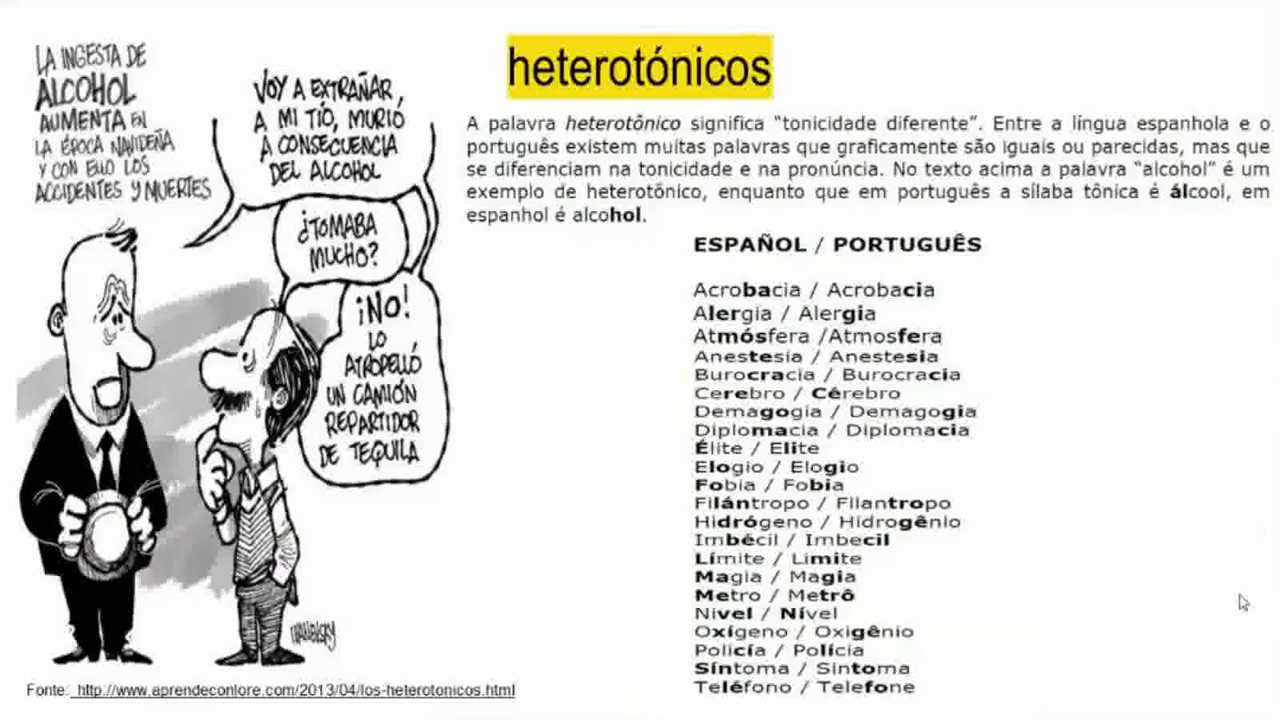 LA INGESTA DE
ALCOHOL
AUMENTA EN
LA ÉPOCA NAVIDEÑA
Y CON ELLO LOS
ACCIDENTES Y MUERTES
VOY A EXTRAÑAR,
A MI TÍO, MURIÓ
A CONSECUENCIA
DEL ALCOHOL
¿TOMABA
MUCHO?
¡NO!
LO
ATROPELLÓ
UN CAMIÓN
REPARTIDOR
DE TEQUILA
heterotónicos
A palavra heterotônico significa “tonicidade diferente”. Entre a língua espanhola e o
português existem muitas palavras que graficamente são iguais ou parecidas, mas que
se diferenciam na tonicidade e na pronúncia. No texto acima a palavra “alcohol” é um
exemplo de heterotônico, enquanto que em português a sílaba tônica é álcool, em
espanhol é alcohol.
ESPAÑOL / PORTUGUÊS
Acrobacia / Acrobacia
Alergia / Alergia
Atmósfera /Atmosfera
Anestesia / Anestesia
Burocracia / Burocracia
Cerebro / Cérebro
Demagogia / Demagogia
Diplomacia / Diplomacia
Élite / Elite
Elogio / Elogio
Fobia / Fobia
Filántropo / Filantropo
Hidrógeno / Hidrogênio
Imbécil / Imbecil
Límite / Limite
Magia / Magia
Metro / Metrô
Nivel / Nível
Oxígeno / Oxigênio
Policía / Polícia
Síntoma / Sintoma
Teléfono / Telefone
Fonte: http://www.aprendeconlore.com/2013/04/los-heterotonicos.html